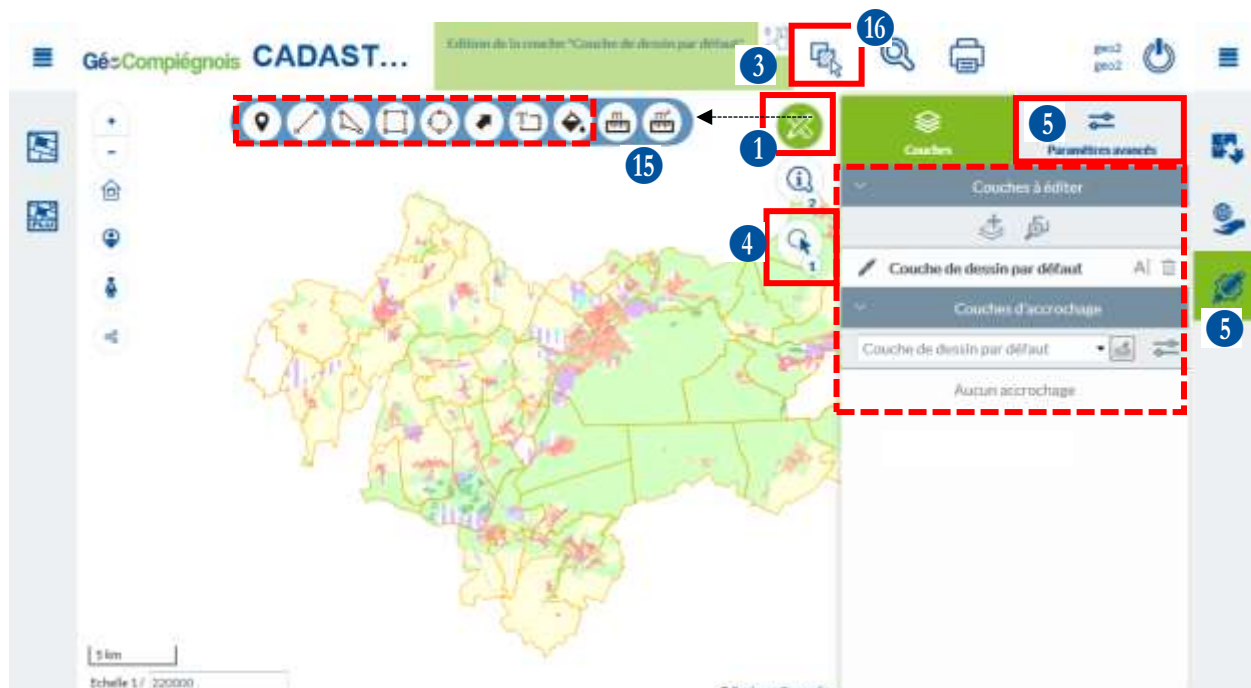 GéoCompiégnois CADAST...
Edition de la couche "Couche de dessin par défaut"
3
16
geo2
geo2
1
15
5
Couches
Paramètres avancés
+
-
2
4
1
Couches à éditer
Couche de dessin par défaut
AI
Couches d'accrochage
5
Couche de dessin par défaut
Aucun accrochage
PLU
5 km
Echelle 1 / 220000